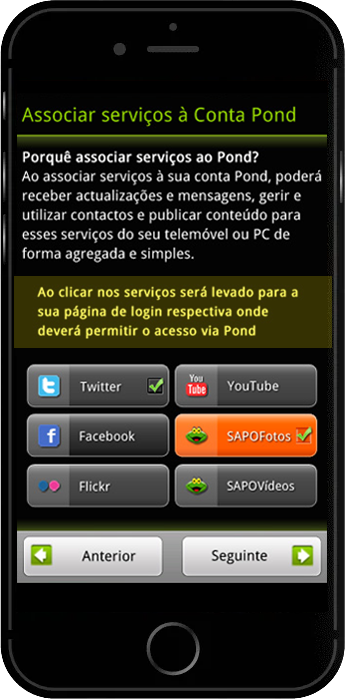 Associar serviços à Conta Pond
Porquê associar serviços ao Pond?
Ao associar serviços à sua conta Pond, poderá
receber actualizações e mensagens, gerir e
utilizar contactos e publicar conteúdo para
esses serviços do seu telemóvel ou PC de
forma agregada e simples.
Ao clicar nos serviços será levado para a
sua página de login respectiva onde
deverá permitir o acesso via Pond
Twitter
You Tube YouTube
Facebook
SAPOFotos
Flickr
SAPOVídeos
Anterior
Seguinte